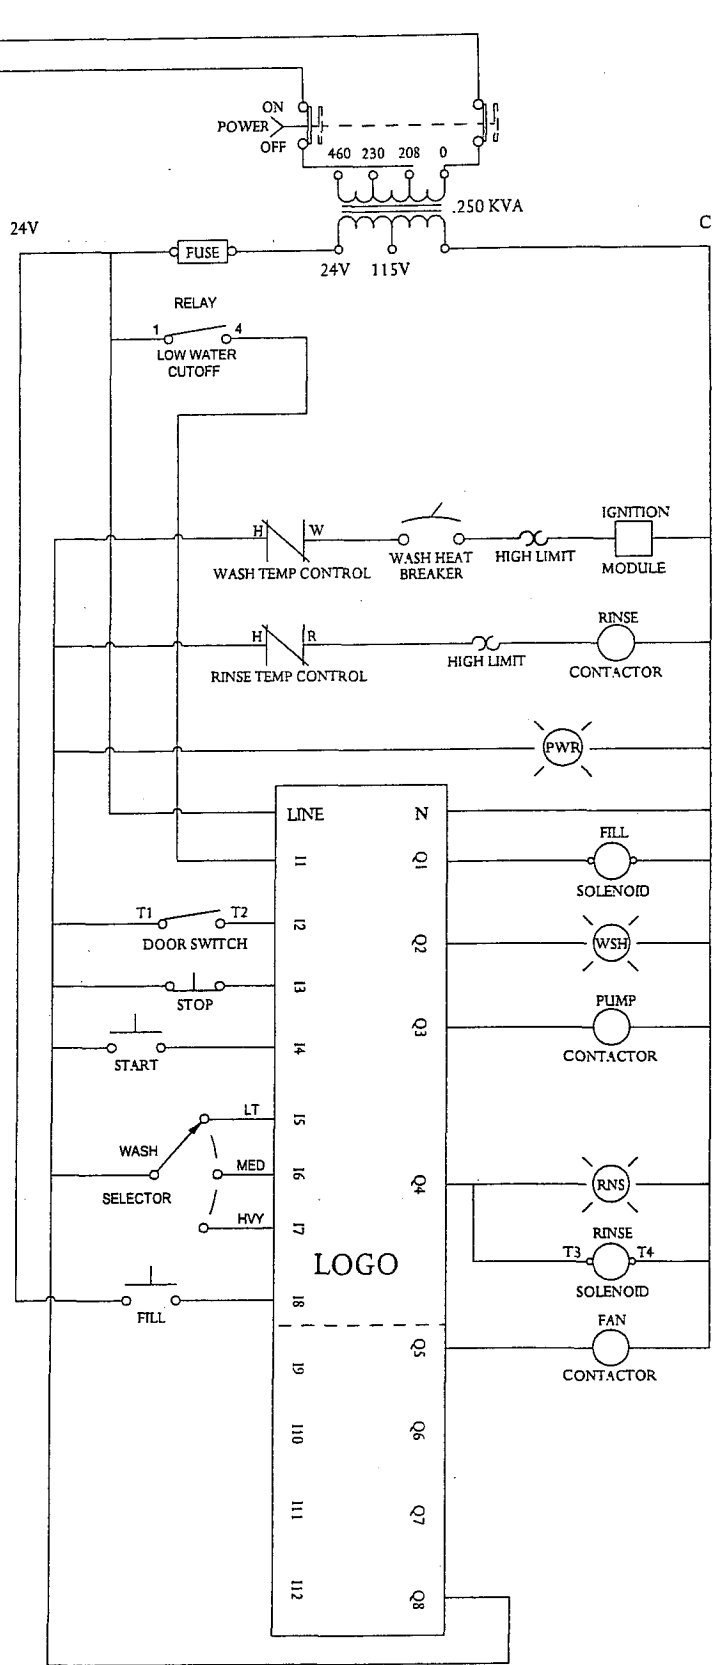 ON
POWER
OFF
460 230 208 0
.250 KVA
24V
C
FUSE
24V 115V
RELAY
1 4
LOW WATER
CUTOFF
H W
WASH TEMP CONTROL
WASH HEAT
BREAKER
HIGH LIMIT
IGNITION
MODULE
H R
RINSE TEMP CONTROL
HIGH LIMIT
RINSE
CONTACTOR
PWR
LINE N
I1 Q1
FILL
SOLENOID
T1 T2
DOOR SWITCH
I2 Q2
WSH
STOP
I3 Q3
PUMP
CONTACTOR
START
I4
LT
I5
WASH
SELECTOR
MED
I6 Q4
RNS
HVY
I7
LOGO
RINSE
T3 T4
SOLENOID
FILL
I8
FAN
Q5
CONTACTOR
I9
I10 Q6
I11 Q7
I12 Q8